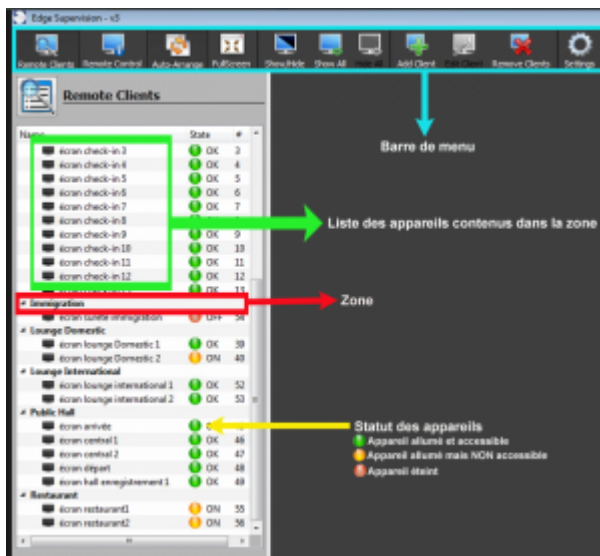 Edge Supervision - v5
Remote Clients Remote Control Auto-Arrange FullScreen Show/Hide Show All Hide All Add Client Edit Client Remove Clients Settings
Remote Clients
Name State #
écran check-in 3 OK 3
écran check-in 4 OK 4
écran check-in 5 OK 5
écran check-in 6 OK 6
écran check-in 7 OK 7
écran check-in 8
écran check-in 9 OK 9
écran check-in 10 OK 10
écran check-in 11 OK 11
écran check-in 12 OK 12
OK 13
Immigration
écran sureté immigration OFF
Lounge Domestic
écran lounge Domestic 1 OK 39
écran lounge Domestic 2 ON 40
Lounge International
écran lounge international 1 OK 52
écran lounge international 2 OK 53
Public Hall
écran arrivée
écran central 1 OK 46
écran central 2 OK 47
écran départ OK 48
écran hall enregistrement 1 OK 49
Restaurant
écran restaurant1 ON 55
écran restaurant2 ON 56
Barre de menu
Liste des appareils contenus dans la zone
Zone
Statut des appareils
Appareil allumé et accessible
Appareil allumé mais NON accessible
Appareil éteint